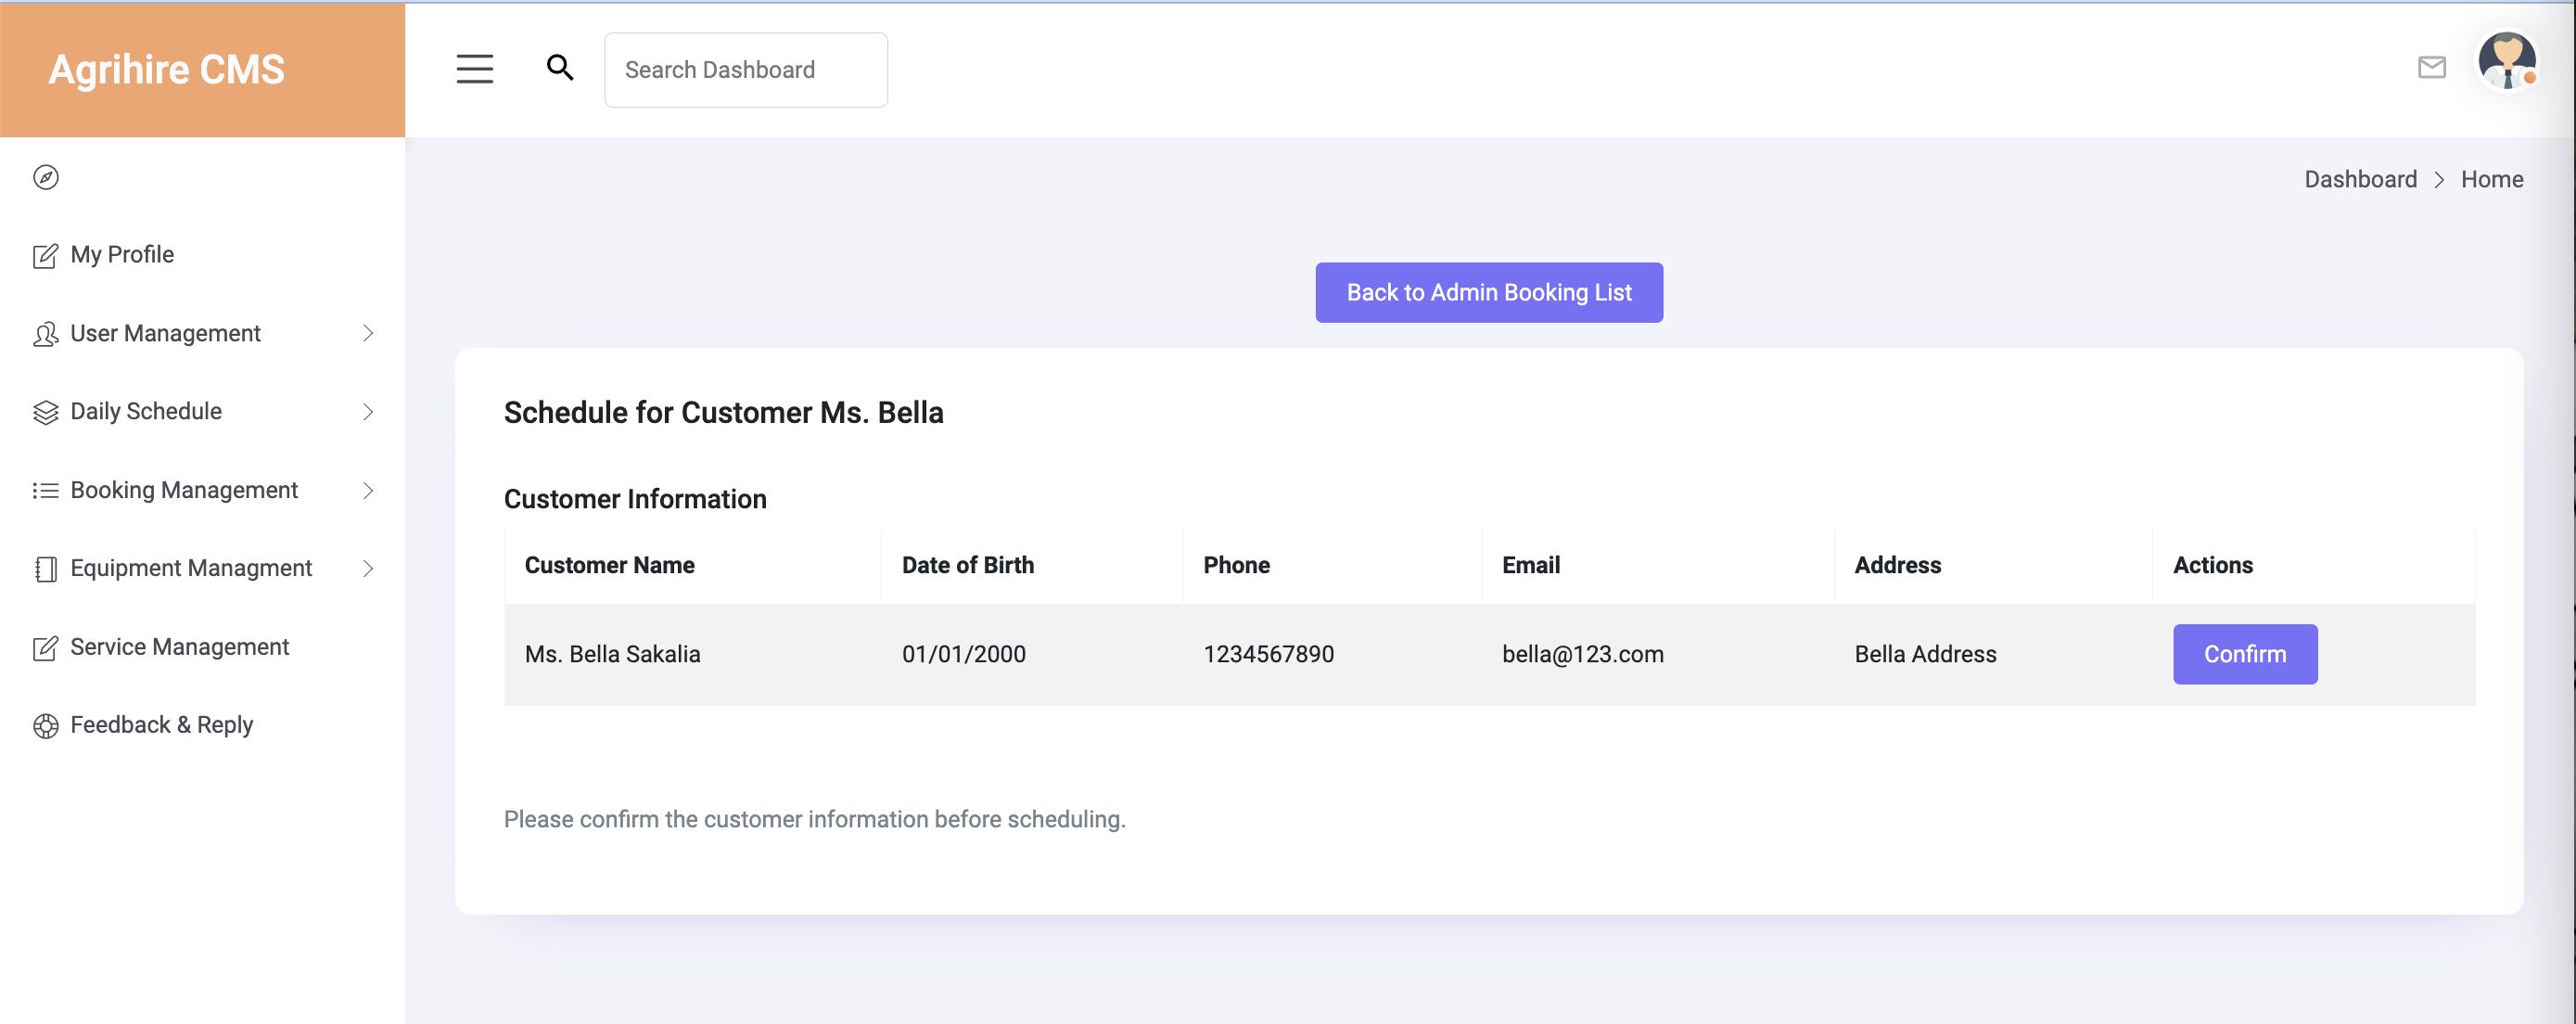 Agrihire CMS
Search Dashboard
Dashboard > Home
My Profile
User Management
Daily Schedule
Booking Management
Equipment Managment
Service Management
Feedback & Reply
Back to Admin Booking List
Schedule for Customer Ms. Bella
Customer Information
Customer Name Date of Birth Phone Email Address Actions
Ms. Bella Sakalia 01/01/2000 1234567890 bella@123.com Bella Address Confirm
Please confirm the customer information before scheduling.